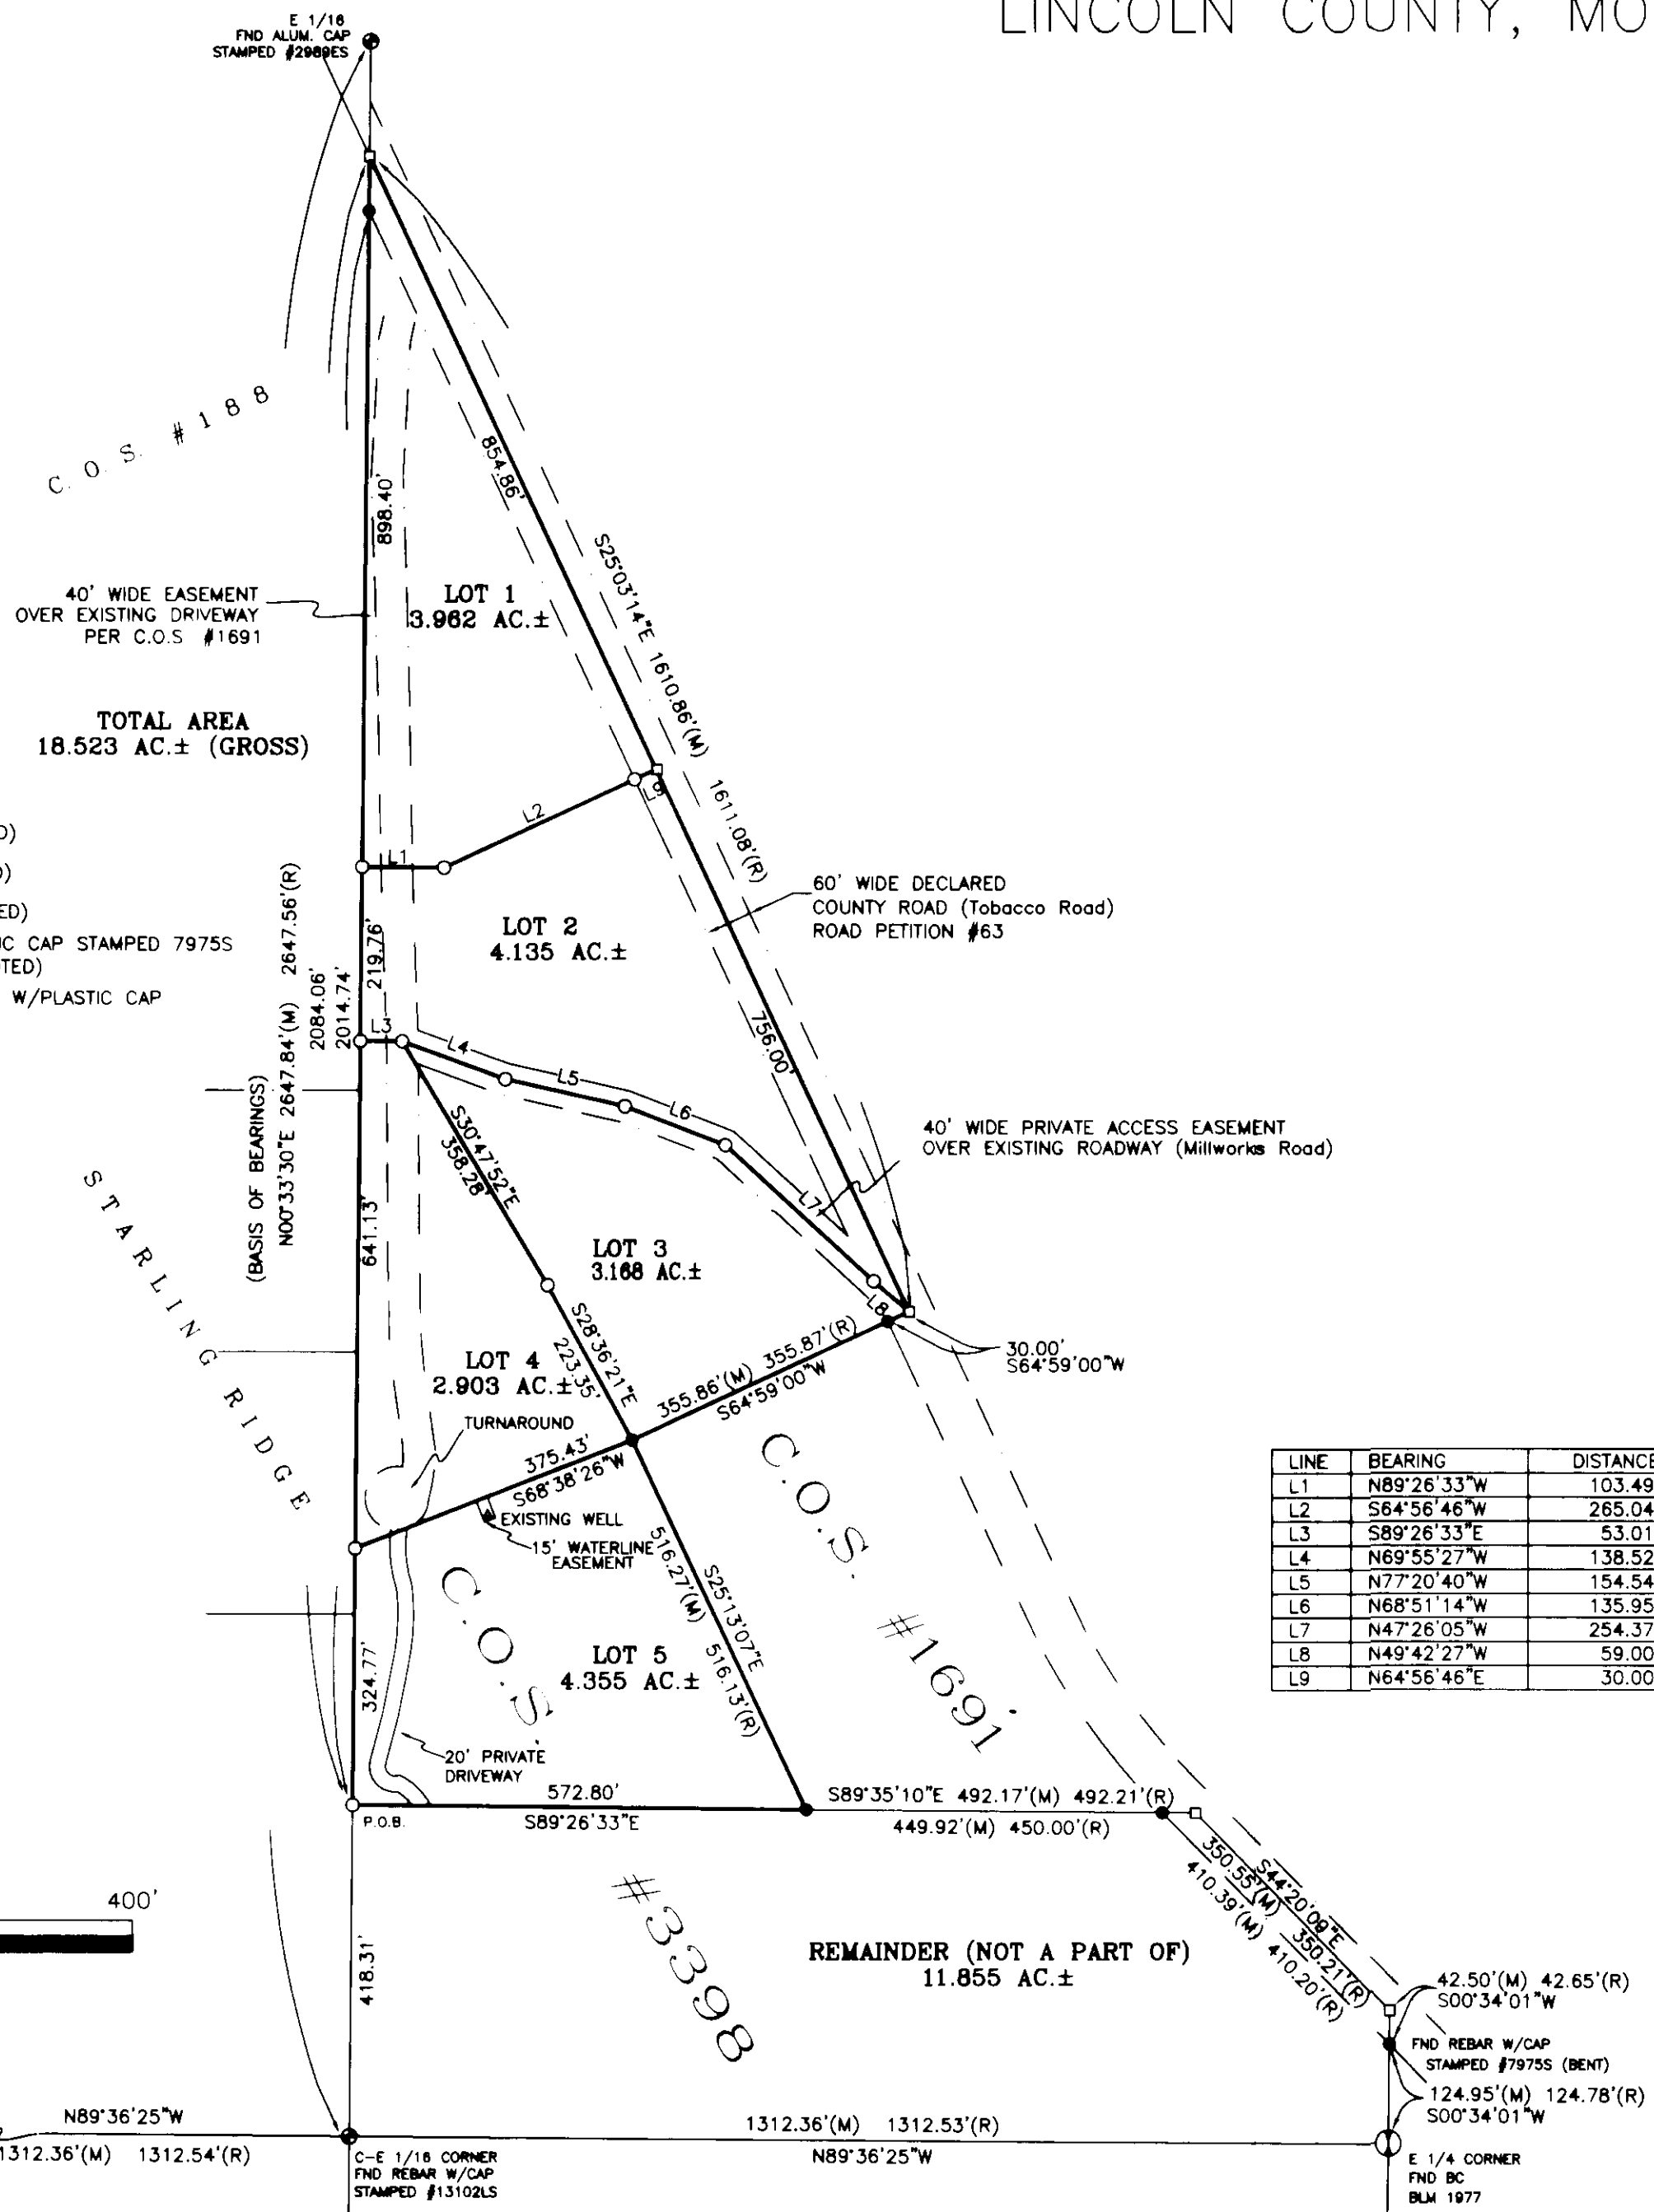 LINCOLN COUNTY, MO
E 1/16
FND ALUM. CAP
STAMPED #2989ES
C. O. S. # 1 8 8
898.40'
854.86'
S25°03'14"E 1610.86'(M) 1611.08'(R)
40' WIDE EASEMENT
OVER EXISTING DRIVEWAY
PER C.O.S #1691
LOT 1
3.962 AC.±
TOTAL AREA
18.523 AC.± (GROSS)
D)
)
ED)
IC CAP STAMPED 7975S
TED)
W/PLASTIC CAP
L1
L2
L9
LOT 2
4.135 AC.±
60' WIDE DECLARED
COUNTY ROAD (Tobacco Road)
ROAD PETITION #63
(BASIS OF BEARINGS)
N00°33'30"E 2647.84'(M) 2647.56'(R)
2084.06'
2014.74'
219.76'
756.00'
L3
L4
L5
L6
L7
L8
40' WIDE PRIVATE ACCESS EASEMENT
OVER EXISTING ROADWAY (Millworks Road)
STARLING RIDGE
641.13'
S30°47'52"E
358.28'
LOT 3
3.168 AC.±
S28°36'21"E
223.35'
355.86'(M) 355.87'(R)
S64°59'00"W
30.00'
S64°59'00"W
LOT 4
2.903 AC.±
TURNAROUND
375.43'
S68°38'26"W
EXISTING WELL
15' WATERLINE
EASEMENT
C.O.S. #1691
LINE BEARING DISTANCE
L1 N89°26'33"W 103.49
L2 S64°56'46"W 265.04
L3 S89°26'33"E 53.01
L4 N69°55'27"W 138.52
L5 N77°20'40"W 154.54
L6 N68°51'14"W 135.95
L7 N47°26'05"W 254.37
L8 N49°42'27"W 59.00
L9 N64°56'46"E 30.00
S25°13'07"E
516.27'(M) 516.13'(R)
LOT 5
4.355 AC.±
C.O.S. #3398
324.77'
20' PRIVATE
DRIVEWAY
572.80'
S89°26'33"E
P.O.B.
S89°35'10"E 492.17'(M) 492.21'(R)
449.92'(M) 450.00'(R)
S44°20'09"E
350.55'(M) 350.21'(R)
410.39'(M) 410.20'(R)
400'
418.31'
REMAINDER (NOT A PART OF)
11.855 AC.±
42.50'(M) 42.65'(R)
S00°34'01"W
FND REBAR W/CAP
STAMPED #7975S (BENT)
124.95'(M) 124.78'(R)
S00°34'01"W
N89°36'25"W
1312.36'(M) 1312.54'(R)
1312.36'(M) 1312.53'(R)
N89°36'25"W
C-E 1/16 CORNER
FND REBAR W/CAP
STAMPED #13102LS
E 1/4 CORNER
FND BC
BLM 1977